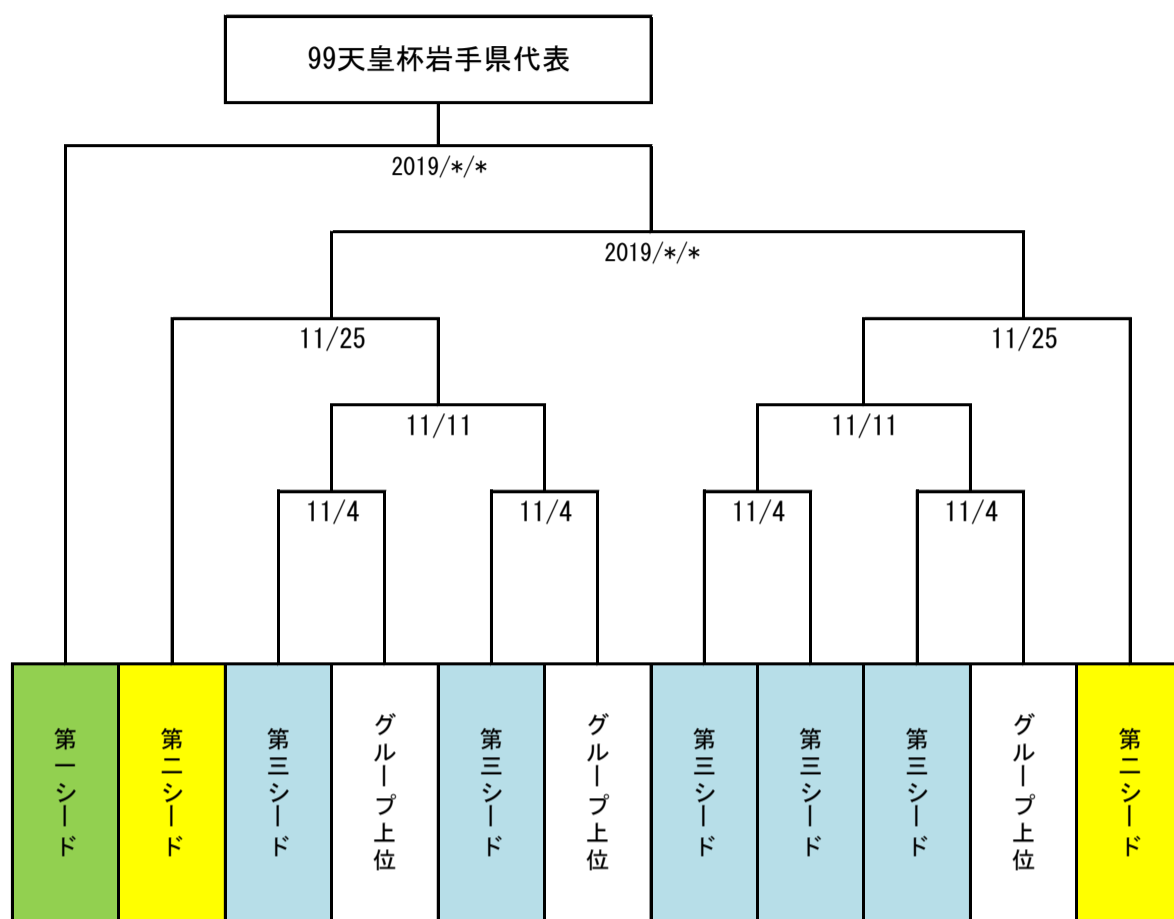 99天皇杯岩手県代表
2019/*/*
2019/*/*
11/25
11/25
11/11
11/11
11/4
11/4
11/4
11/4
第一シード
第二シード
第三シード
グループ上位
第三シード
グループ上位
第三シード
第三シード
第三シード
グループ上位
第二シード